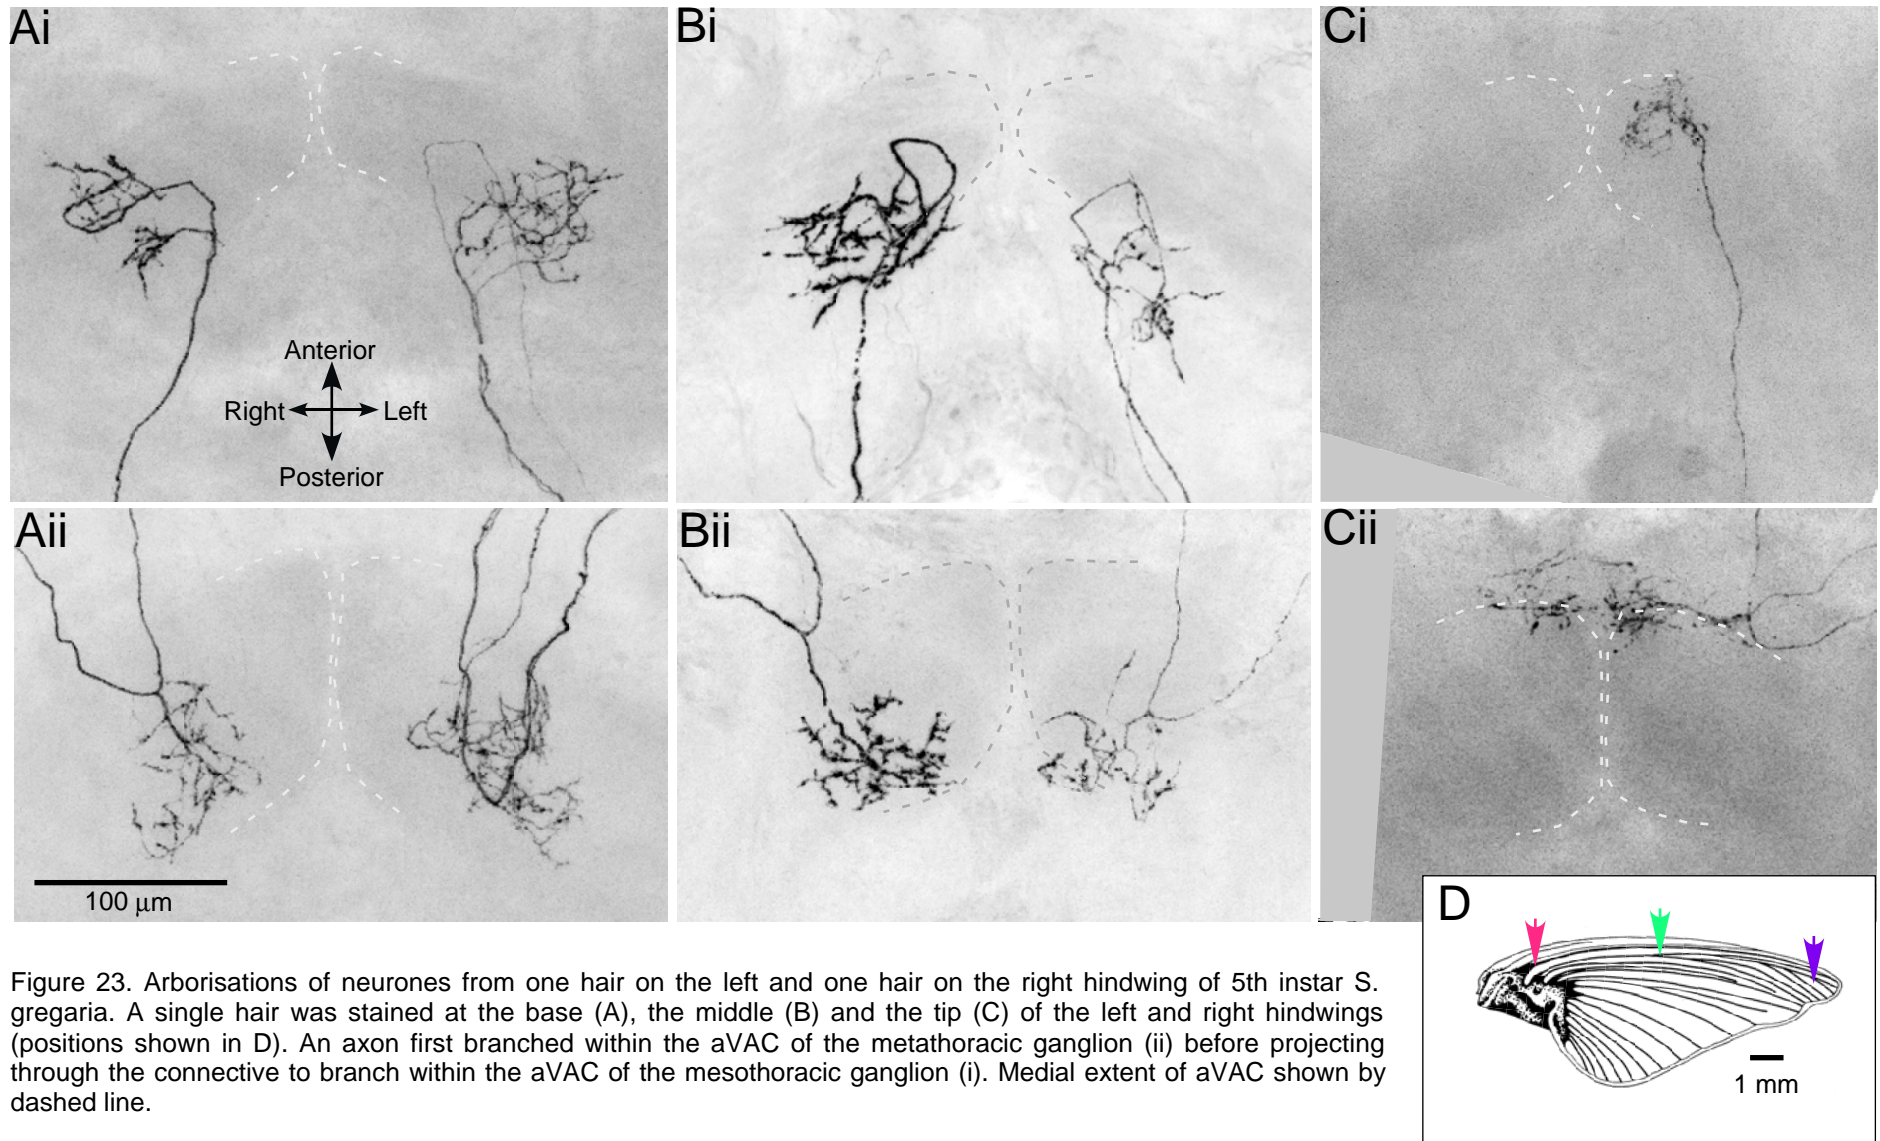 Ai
Bi
Ci
Anterior
Right
Left
Posterior
Aii
Bii
Cii
100 μm
D
1 mm
Figure 23. Arborisations of neurones from one hair on the left and one hair on the right hindwing of 5th instar S.
gregaria. A single hair was stained at the base (A), the middle (B) and the tip (C) of the left and right hindwings
(positions shown in D). An axon first branched within the aVAC of the metathoracic ganglion (ii) before projecting
through the connective to branch within the aVAC of the mesothoracic ganglion (i). Medial extent of aVAC shown by
dashed line.